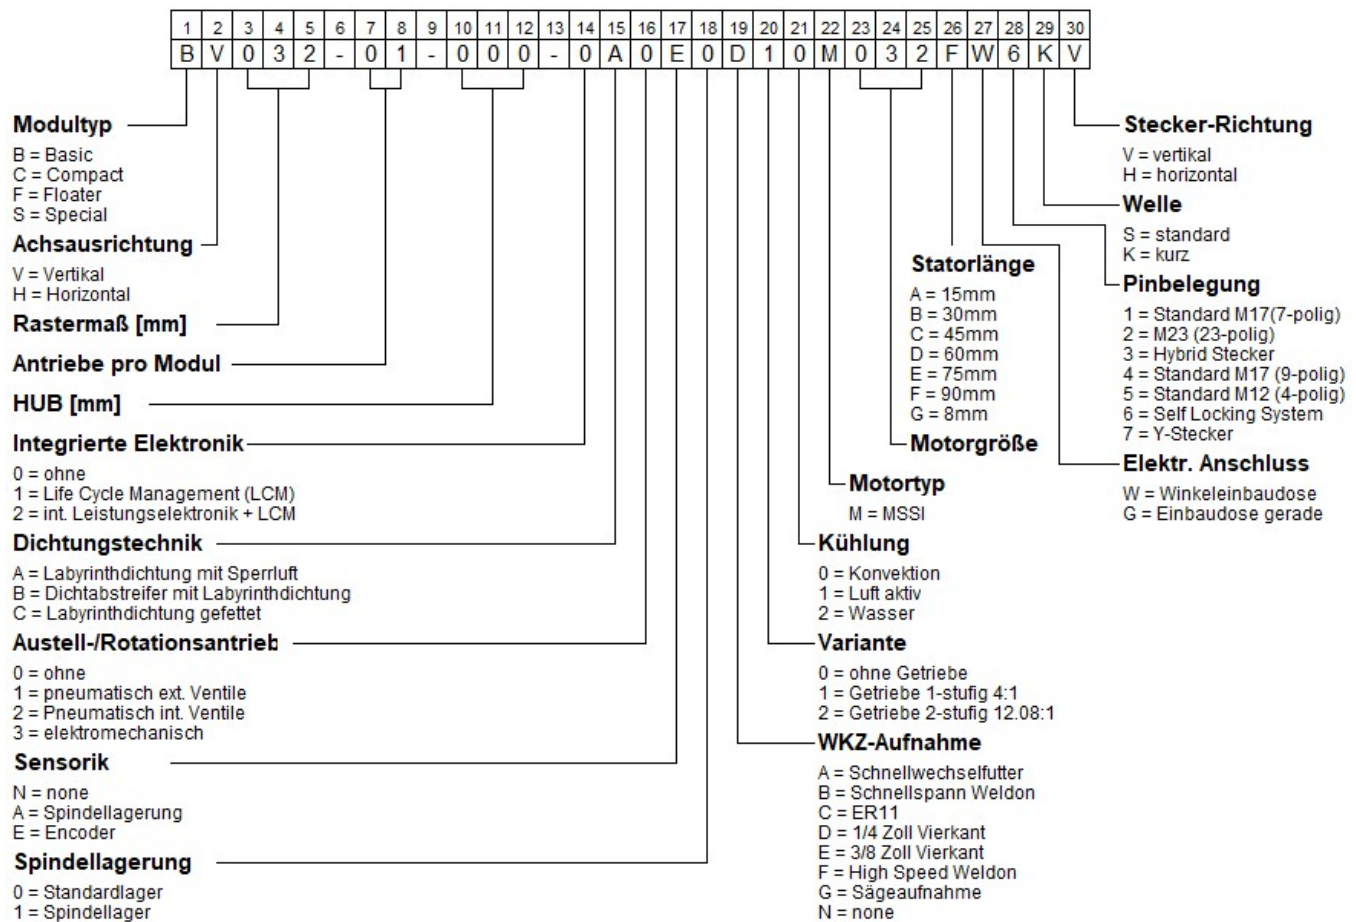 1 2 3 4 5 6 7 8 9 10 11 12 13 14 15 16 17 18 19 20 21 22 23 24 25 26 27 28 29 30
B V 0 3 2 - 0 1 - 0 0 0 - 0 A 0 E 0 D 1 0 M 0 3 2 F W 6 K V
Modultyp
B = Basic
C = Compact
F = Floater
S = Special
Achsausrichtung
V = Vertikal
H = Horizontal
Rastermaß [mm]
Antriebe pro Modul
HUB [mm]
Integrierte Elektronik
0 = ohne
1 = Life Cycle Management (LCM)
2 = int. Leistungselektronik + LCM
Dichtungstechnik
A = Labyrinthdichtung mit Sperrluft
B = Dichtabstreifer mit Labyrinthdichtung
C = Labyrinthdichtung gefettet
Austell-/Rotationsantrieb
0 = ohne
1 = pneumatisch ext. Ventile
2 = Pneumatisch int. Ventile
3 = elektromechanisch
Sensorik
N = none
A = Spindellagerung
E = Encoder
Spindellagerung
0 = Standardlager
1 = Spindellager
Statorlänge
A = 15mm
B = 30mm
C = 45mm
D = 60mm
E = 75mm
F = 90mm
G = 8mm
Motorgröße
Motortyp
M = MSSI
Kühlung
0 = Konvektion
1 = Luft aktiv
2 = Wasser
Variante
0 = ohne Getriebe
1 = Getriebe 1-stufig 4:1
2 = Getriebe 2-stufig 12.08:1
WKZ-Aufnahme
A = Schnellwechselfutter
B = Schnellspann Weldon
C = ER11
D = 1/4 Zoll Vierkant
E = 3/8 Zoll Vierkant
F = High Speed Weldon
G = Sägeaufnahme
N = none
Stecker-Richtung
V = vertikal
H = horizontal
Welle
S = standard
K = kurz
Pinbelegung
1 = Standard M17(7-polig)
2 = M23 (23-polig)
3 = Hybrid Stecker
4 = Standard M17 (9-polig)
5 = Standard M12 (4-polig)
6 = Self Locking System
7 = Y-Stecker
Elektr. Anschluss
W = Winkeleinbaudose
G = Einbaudose gerade